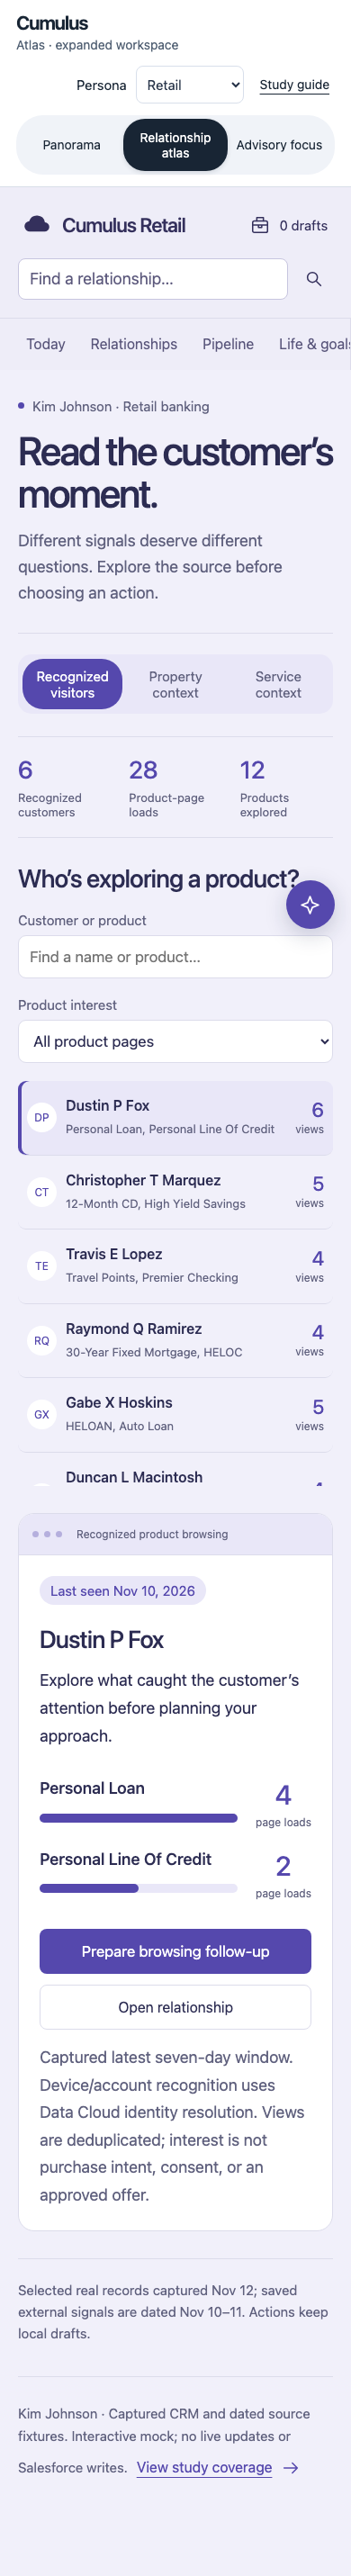 Cumulus
Atlas · expanded workspace
Persona
Retail
Study guide
Panorama
Relationship
atlas
Advisory focus
Cumulus Retail
0 drafts
Find a relationship...
Today
Relationships
Pipeline
Life & goals
Kim Johnson · Retail banking
Read the customer’s
moment.
Different signals deserve different
questions. Explore the source before
choosing an action.
Recognized
visitors
Property
context
Service
context
6
Recognized
customers
28
Product-page
loads
12
Products
explored
Who’s exploring a product?
Customer or product
Find a name or product...
Product interest
All product pages
DP
Dustin P Fox
Personal Loan, Personal Line Of Credit
6
views
CT
Christopher T Marquez
12-Month CD, High Yield Savings
5
views
TE
Travis E Lopez
Travel Points, Premier Checking
4
views
RQ
Raymond Q Ramirez
30-Year Fixed Mortgage, HELOC
4
views
GX
Gabe X Hoskins
HELOAN, Auto Loan
5
views
Duncan L Macintosh
Recognized product browsing
Last seen Nov 10, 2026
Dustin P Fox
Explore what caught the customer’s
attention before planning your
approach.
Personal Loan
4
page loads
Personal Line Of Credit
2
page loads
Prepare browsing follow-up
Open relationship
Captured latest seven-day window.
Device/account recognition uses
Data Cloud identity resolution. Views
are deduplicated; interest is not
purchase intent, consent, or an
approved offer.
Selected real records captured Nov 12; saved
external signals are dated Nov 10–11. Actions keep
local drafts.
Kim Johnson · Captured CRM and dated source
fixtures. Interactive mock; no live updates or
Salesforce writes. View study coverage →